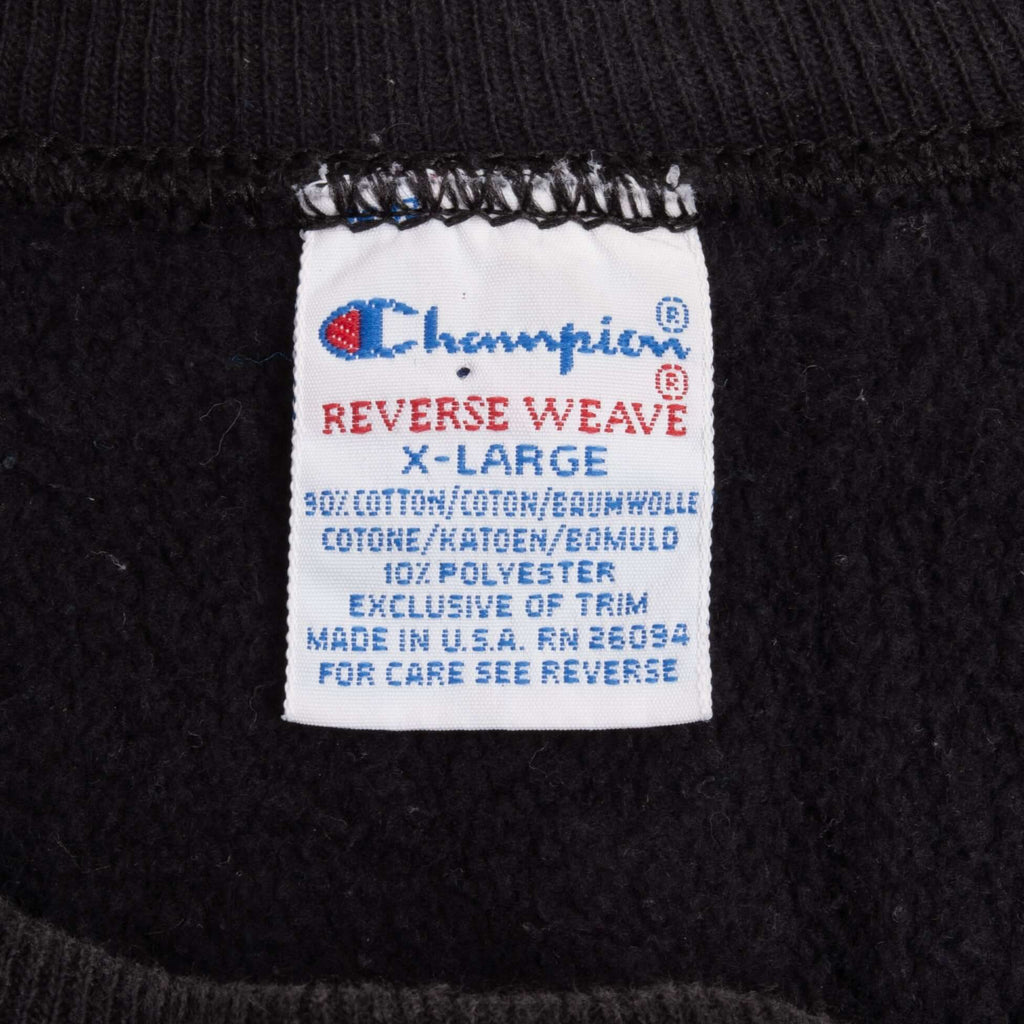 Champion®
®
REVERSE WEAVE
X-LARGE
90% COTTON/COTON/BAUMWOLLE
COTONE/KATOEN/BOMULD
10% POLYESTER
EXCLUSIVE OF TRIM
MADE IN U.S.A. RN 26094
FOR CARE SEE REVERSE